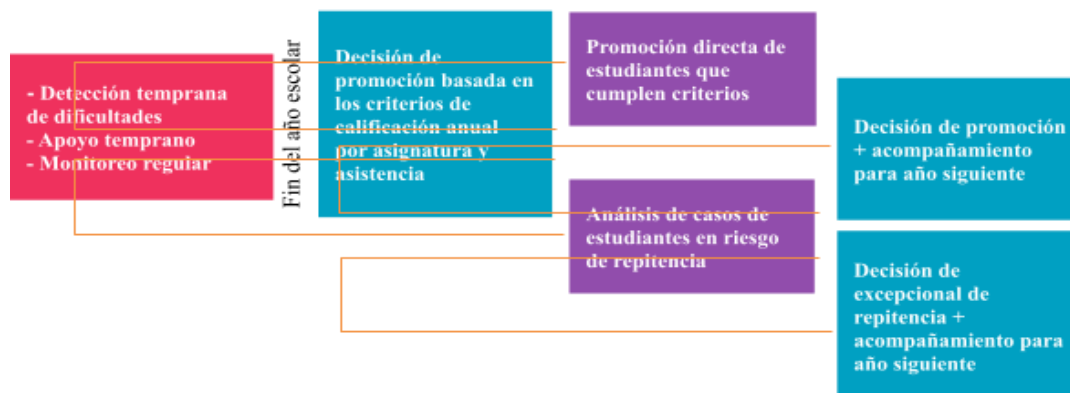 - Detección temprana
de dificultades
- Apoyo temprano
- Monitoreo regular
Fin del año escolar
Decisión de
promoción basada en
los criterios de
calificación anual
por asignatura y
asistencia
Promoción directa de
estudiantes que
cumplen criterios
Análisis de casos de
estudiantes en riesgo
de repitencia
Decisión de promoción
+ acompañamiento
para año siguiente
Decisión de
excepcional de
repitencia +
acompañamiento para
año siguiente